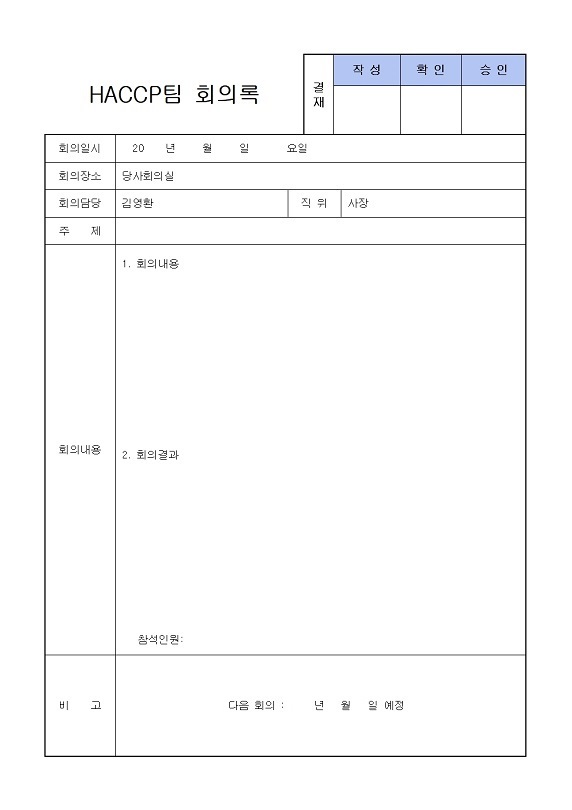 HACCP팀 회의록
결재
작 성 확 인 승 인
회의일시 20 년 월 일 요일
회의장소 당사회의실
회의담당 김영환 직 위 사장
주 제
회의내용
1. 회의내용
2. 회의결과
참석인원:
비 고 다음 회의 : 년 월 일 예정